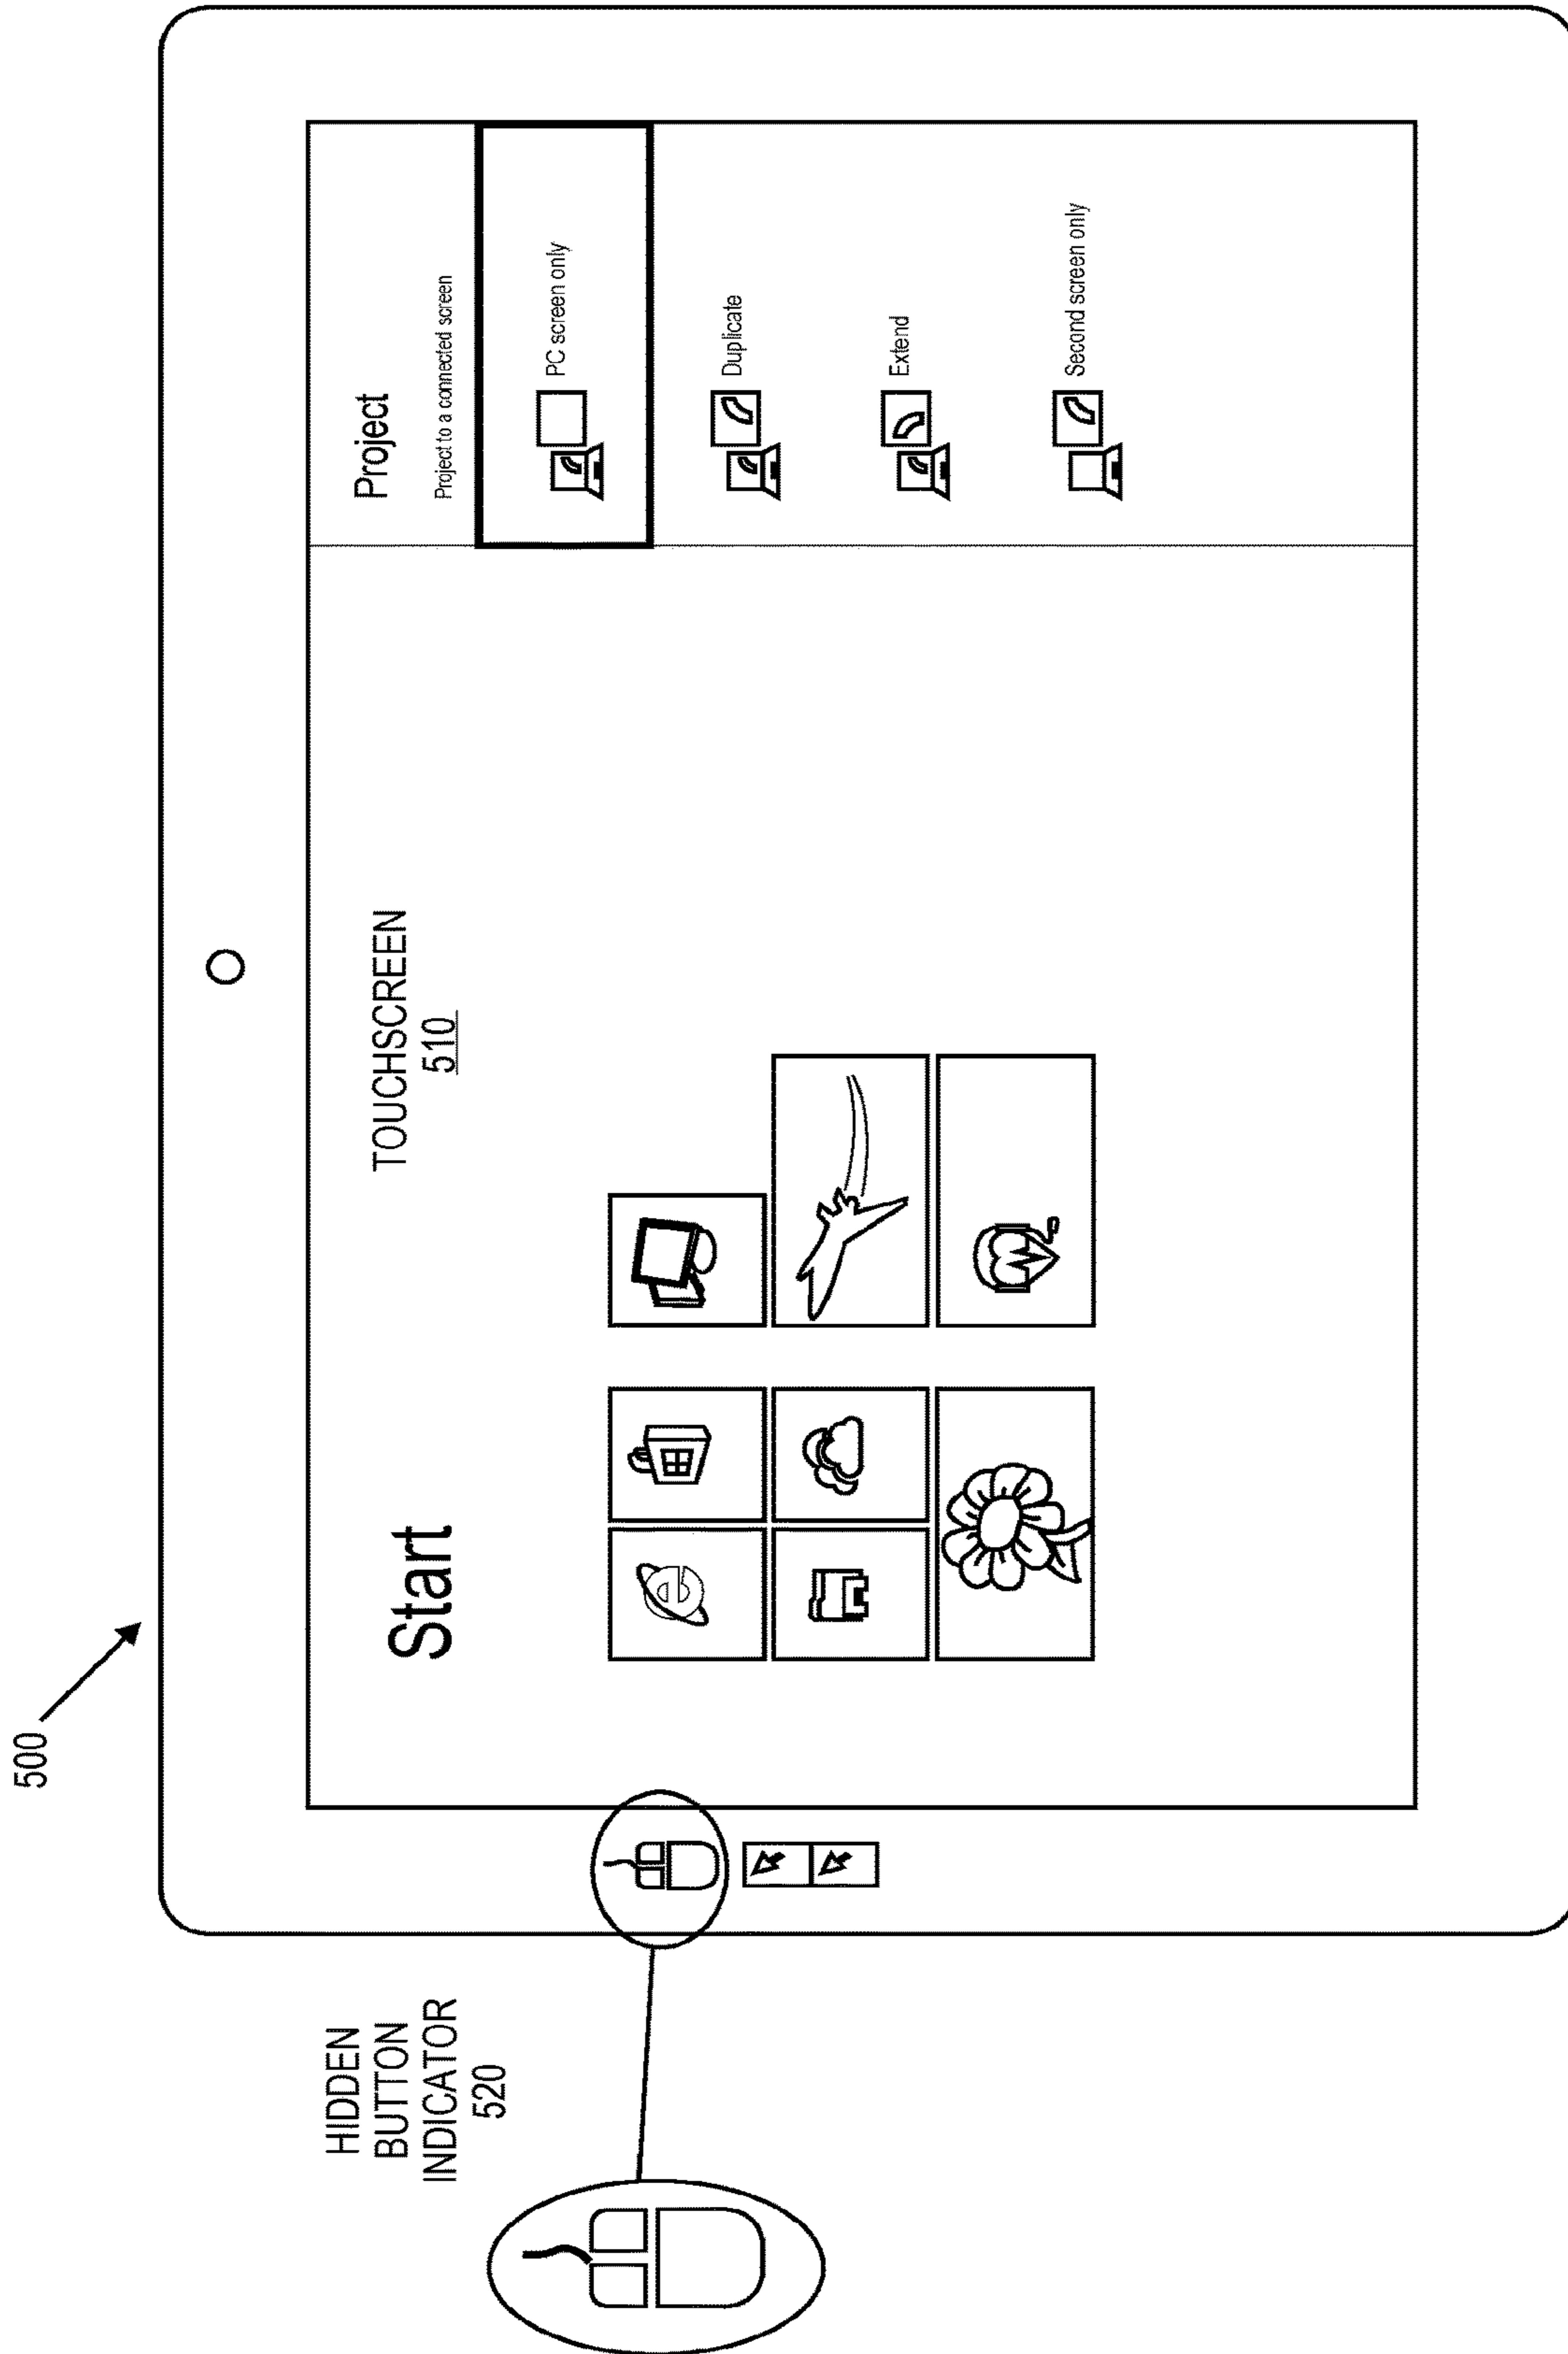 500
HIDDEN
BUTTON
INDICATOR
520
TOUCHSCREEN
510
Start
e
Project
Project to a connected screen
PC screen only
Duplicate
Extend
Second screen only